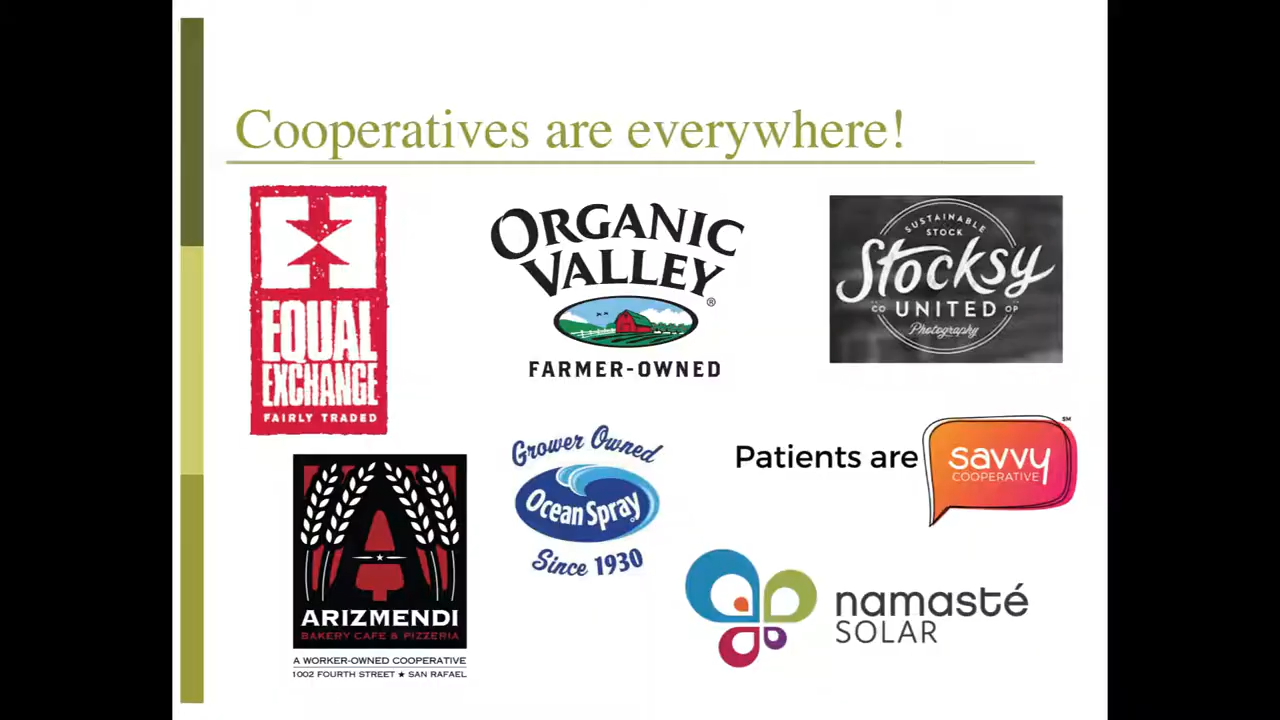 Cooperatives are everywhere!
EQUAL
EXCHANGE
FAIRLY TRADED
ORGANIC
VALLEY®
FARMER-OWNED
SUSTAINABLE
STOCK
Stocksy
CO UNITED OP
Photography
Patients are savvy℠
COOPERATIVE
Grower Owned
Ocean Spray®
Since 1930
ARIZMENDI
BAKERY CAFE & PIZZERIA
A WORKER-OWNED COOPERATIVE
1002 FOURTH STREET ★ SAN RAFAEL
namasté
SOLAR